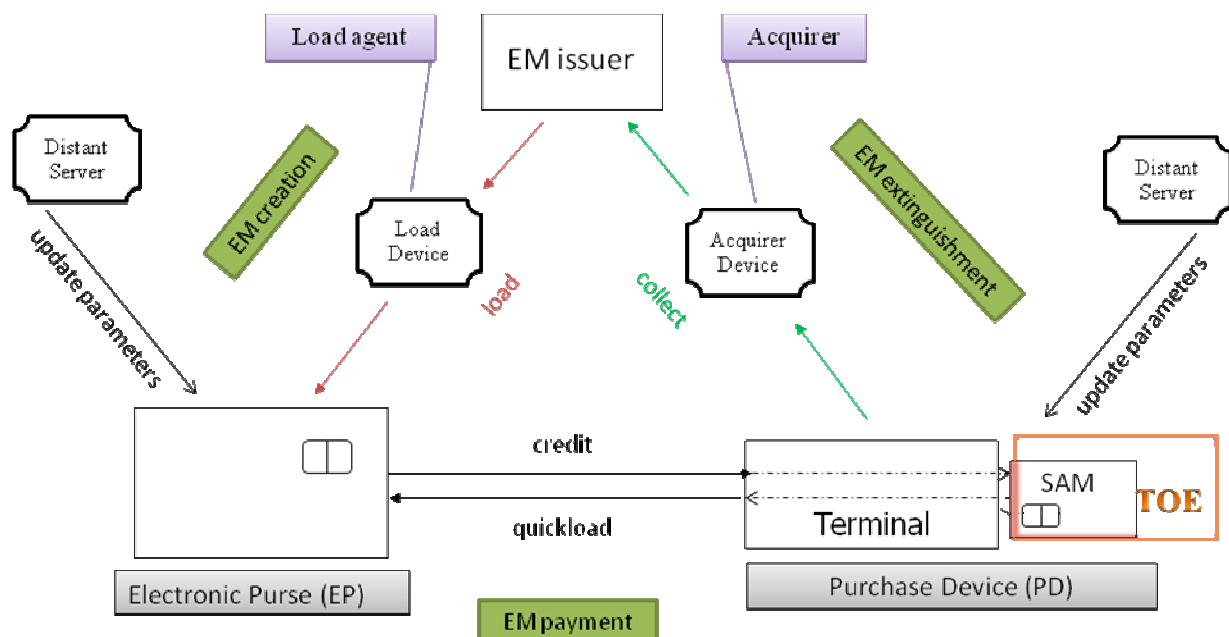 Load agent
EM issuer
Acquirer
Distant
Server
EM creation
Load
Device
Acquirer
Device
EM extinguishment
Distant
Server
update parameters
load
collect
update parameters
credit
quickload
Terminal
SAM
TOE
Electronic Purse (EP)
Purchase Device (PD)
EM payment